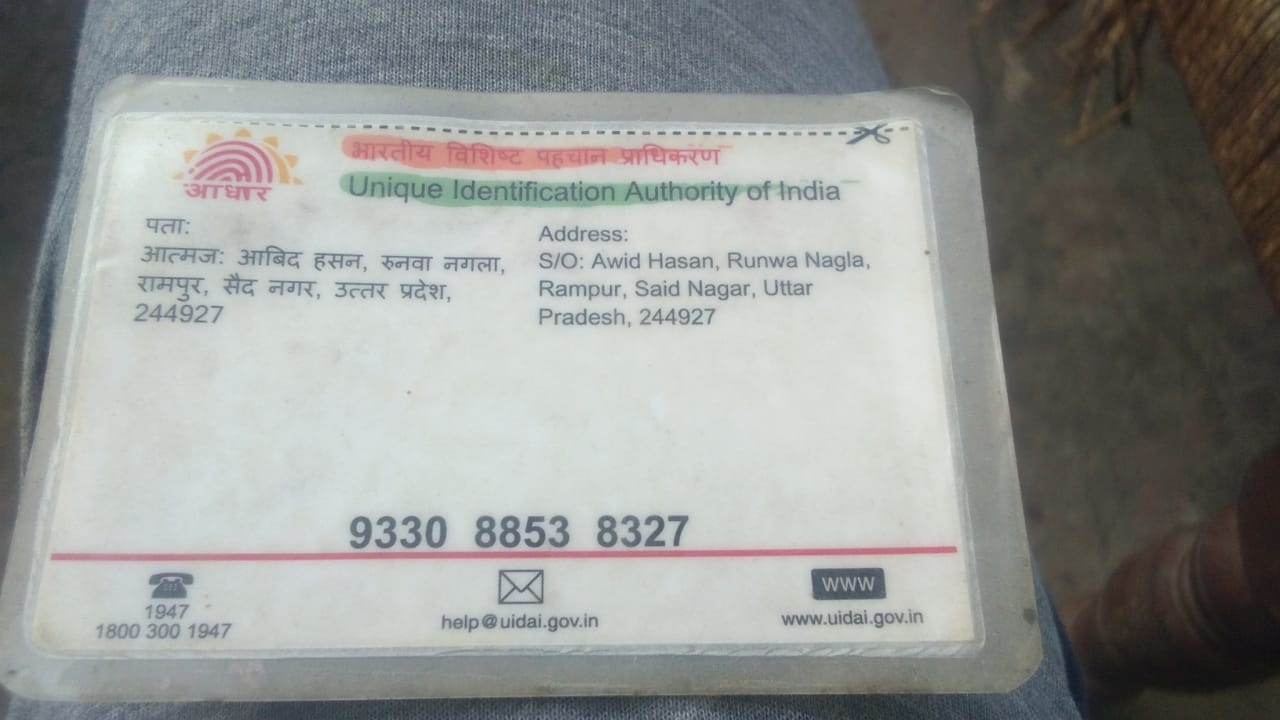 आधार
भारतीय विशिष्ट पहचान प्राधिकरण
Unique Identification Authority of India
पता:
आत्मज: आबिद हसन, रुनवा नगला,
रामपुर, सैद नगर, उत्तर प्रदेश,
244927
Address:
S/O: Awid Hasan, Runwa Nagla,
Rampur, Said Nagar, Uttar
Pradesh, 244927
9330 8853 8327
1947
1800 300 1947
help@uidai.gov.in
www
www.uidai.gov.in